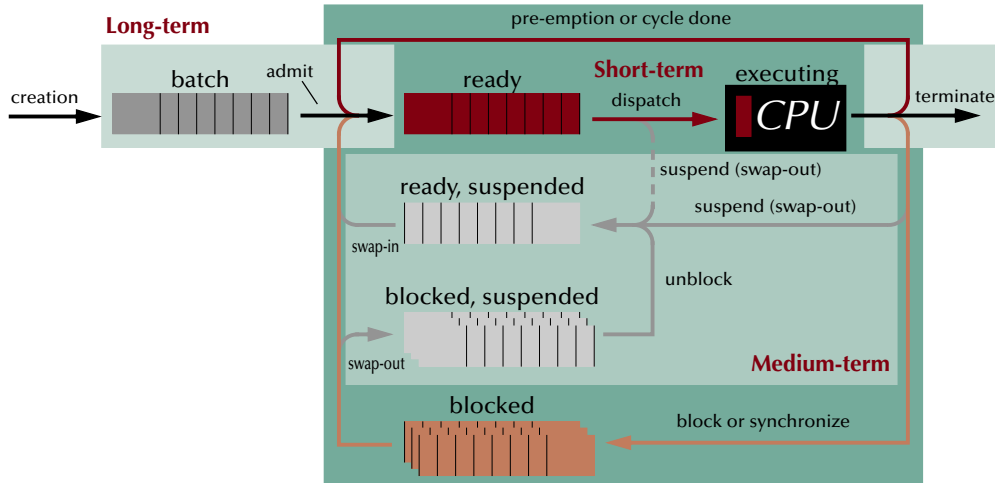 pre-emption or cycle done
Long-term
batch
admit
ready
Short-term
executing
creation
dispatch
CPU
terminate
suspend (swap-out)
ready, suspended
suspend (swap-out)
swap-in
unblock
blocked, suspended
swap-out
Medium-term
blocked
block or synchronize